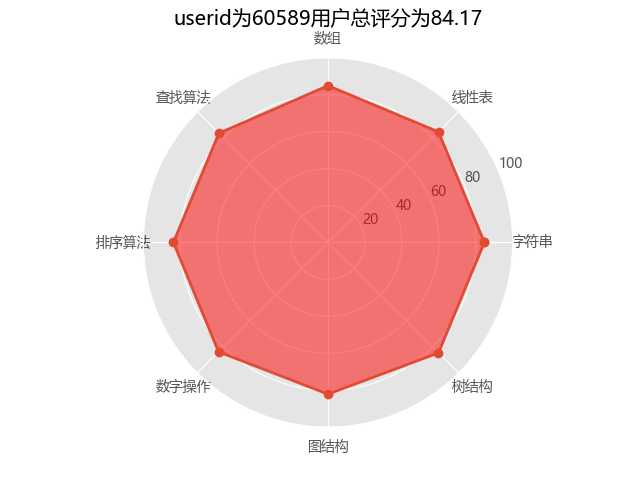 userid为60589用户总评分为84.17
数组
查找算法
线性表
100
80
60
40
20
排序算法
字符串
数字操作
树结构
图结构